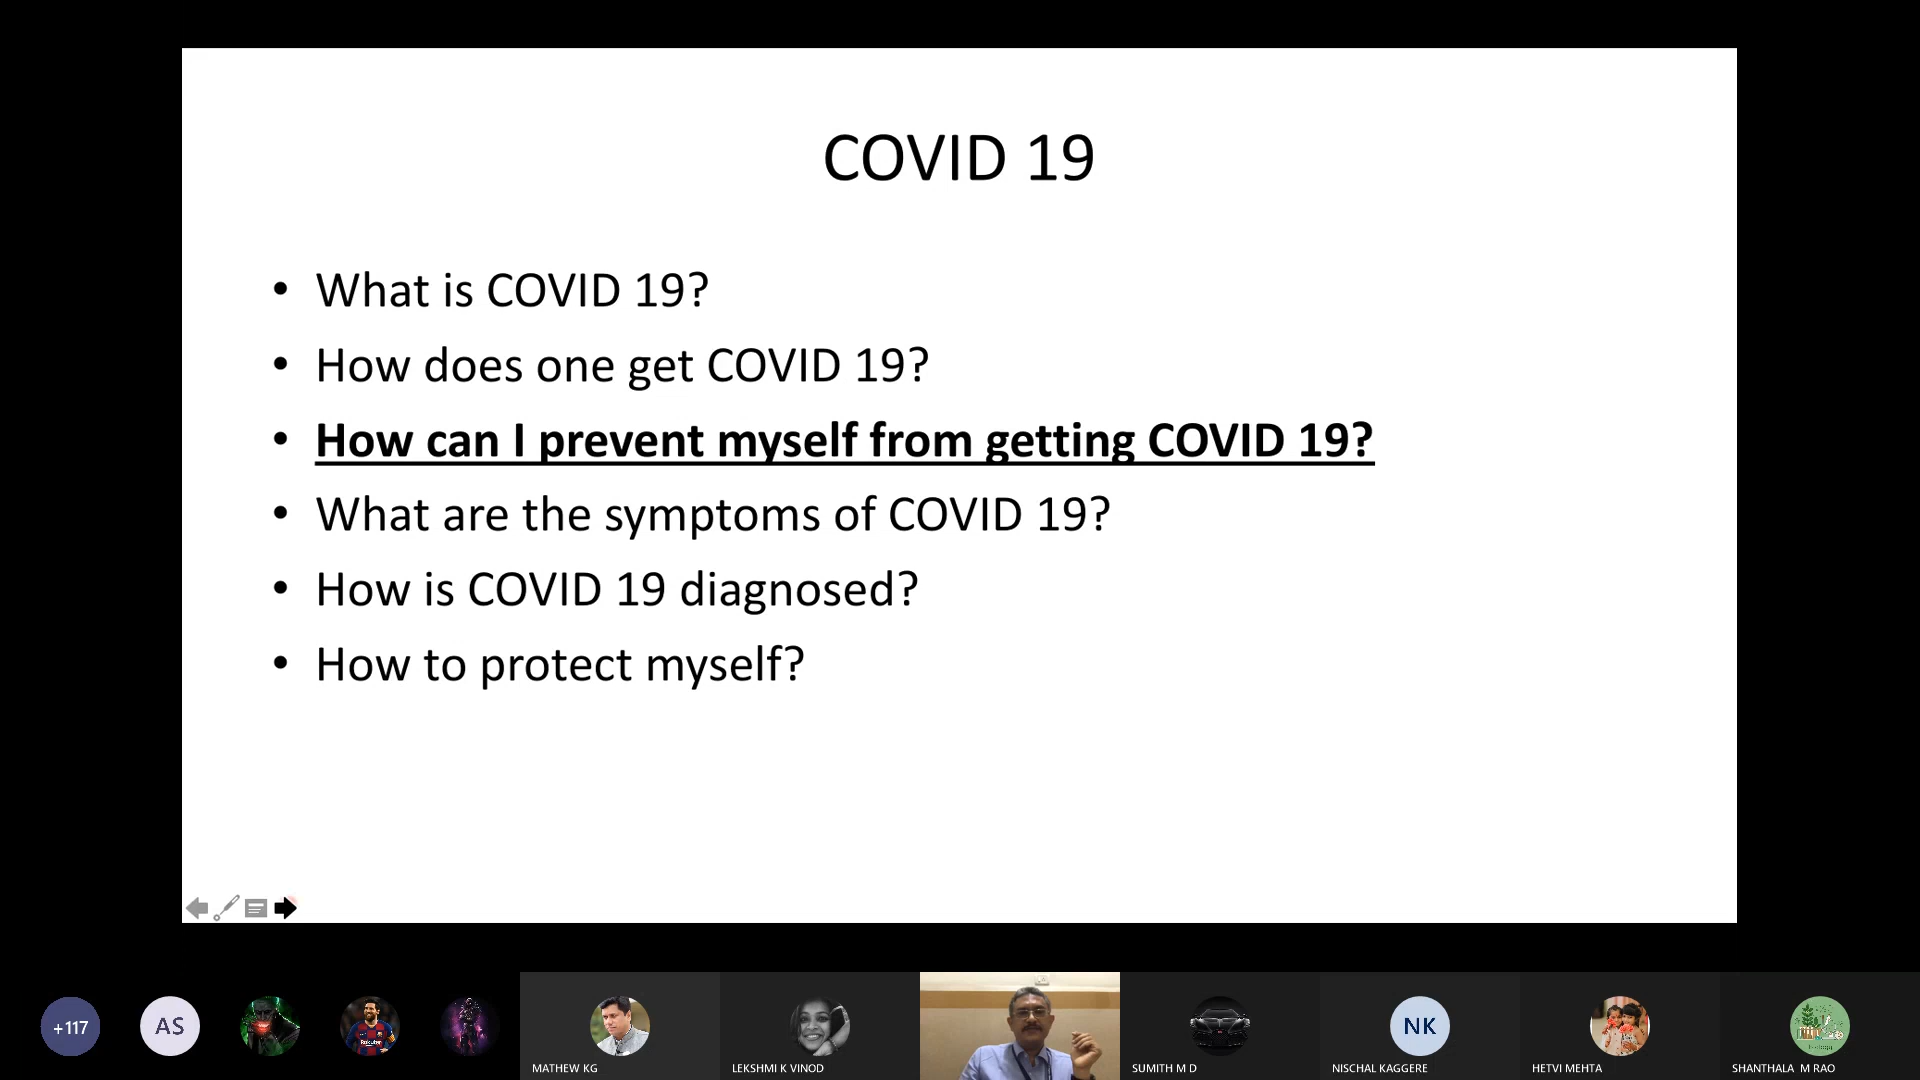 COVID 19
• What is COVID 19?
• How does one get COVID 19?
• How can I prevent myself from getting COVID 19?
• What are the symptoms of COVID 19?
• How is COVID 19 diagnosed?
• How to protect myself?
+117
AS
Rakuten
NK
MATHEW KG
LEKSHMI K VINOD
SUMITH M D
NISCHAL KAGGERE
HETVI MEHTA
SHANTHALA M RAO